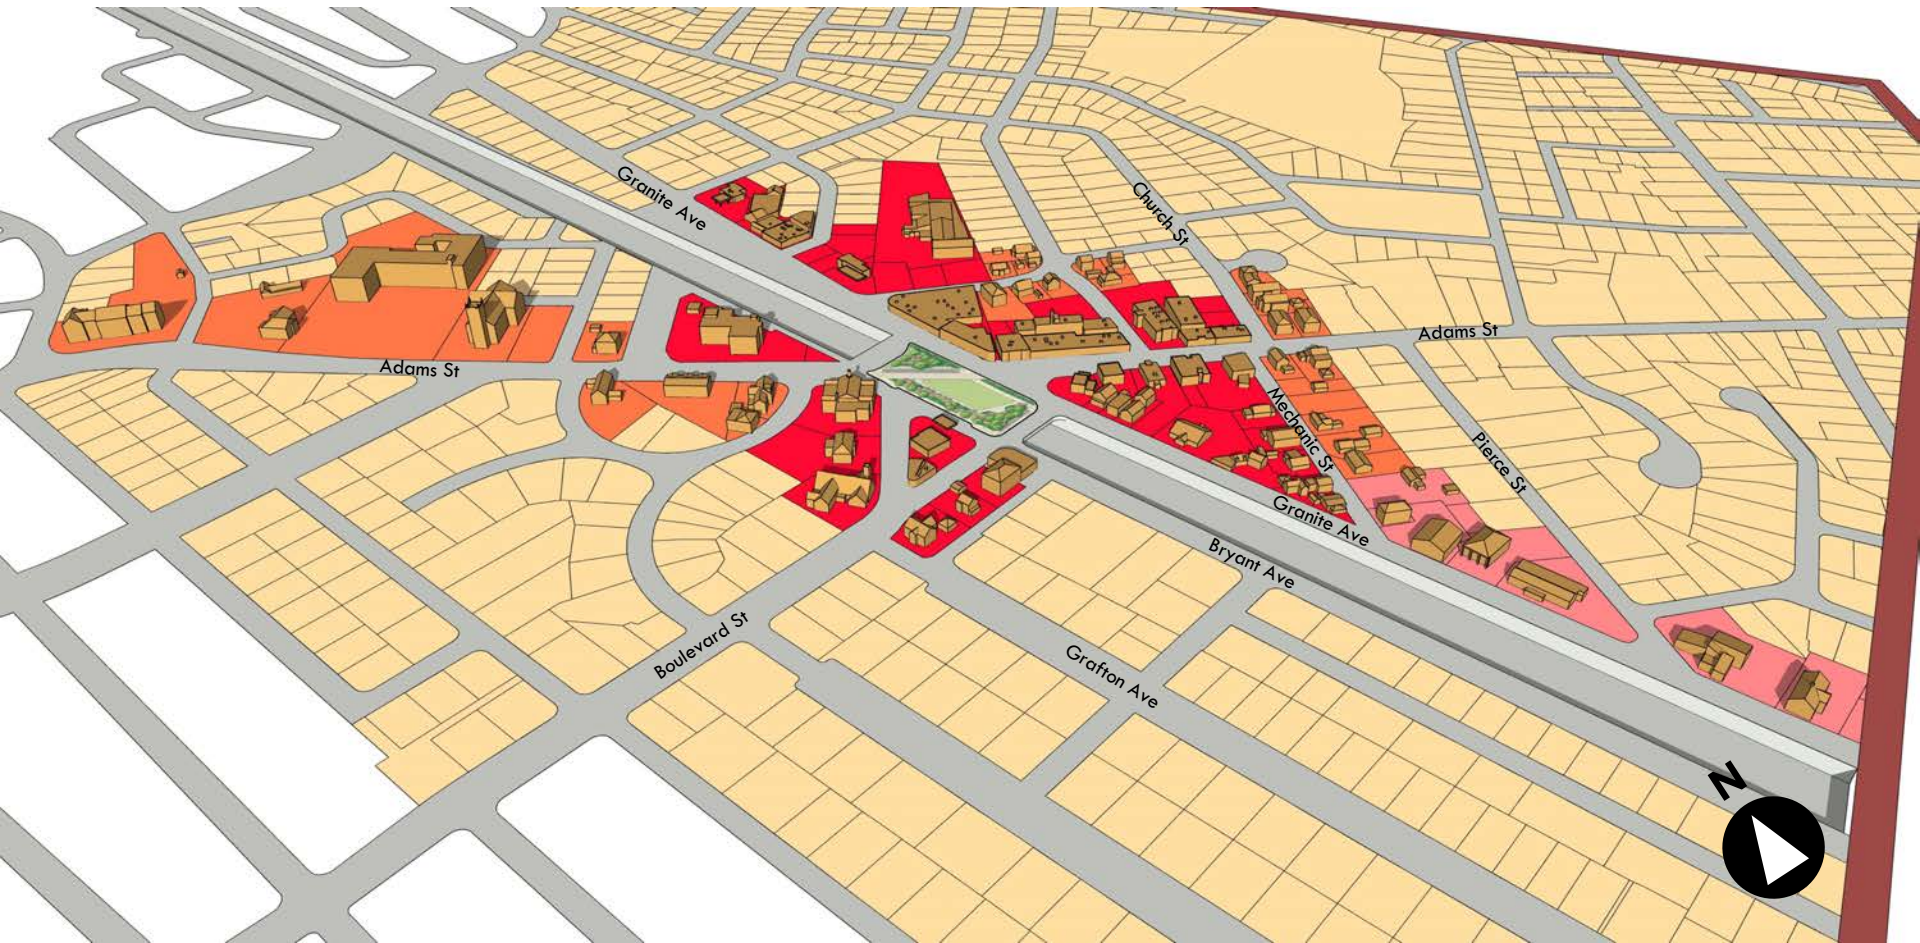 Granite Ave
Church St
Adams St
Adams St
Mechanic St
Pierce St
Granite Ave
Bryant Ave
Boulevard St
Grafton Ave
N